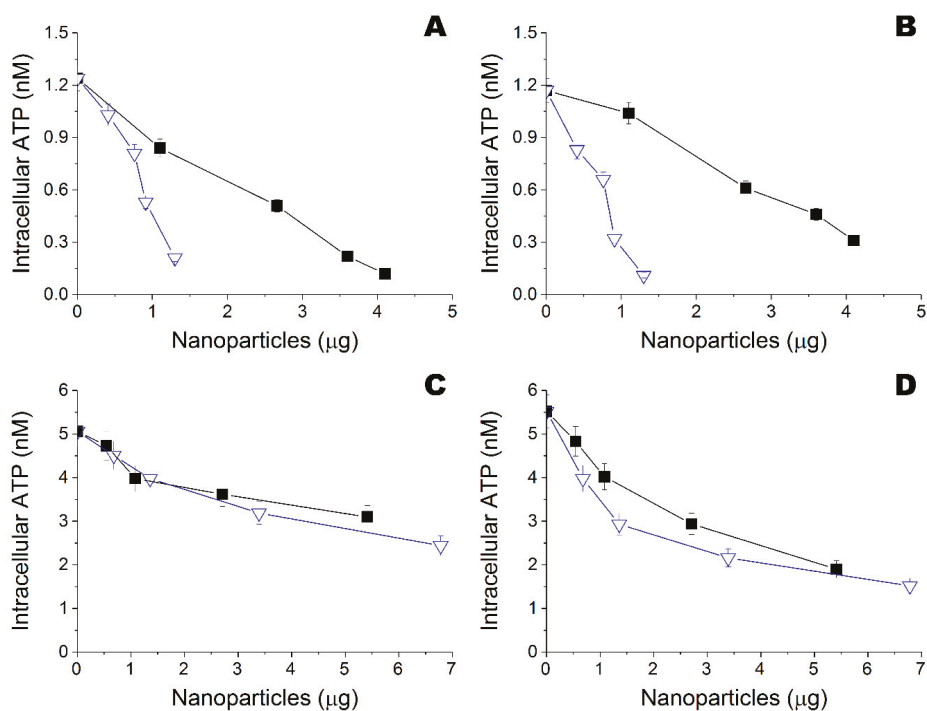 A
Intracellular ATP (nM)
1.5
1.2
0.9
0.6
0.3
0.0
0 1 2 3 4 5
Nanoparticles (μg)
B
Intracellular ATP (nM)
1.5
1.2
0.9
0.6
0.3
0.0
0 1 2 3 4 5
Nanoparticles (μg)
C
Intracellular ATP (nM)
6
5
4
3
2
1
0
0 1 2 3 4 5 6 7
Nanoparticles (μg)
D
Intracellular ATP (nM)
6
5
4
3
2
1
0
0 1 2 3 4 5 6 7
Nanoparticles (μg)